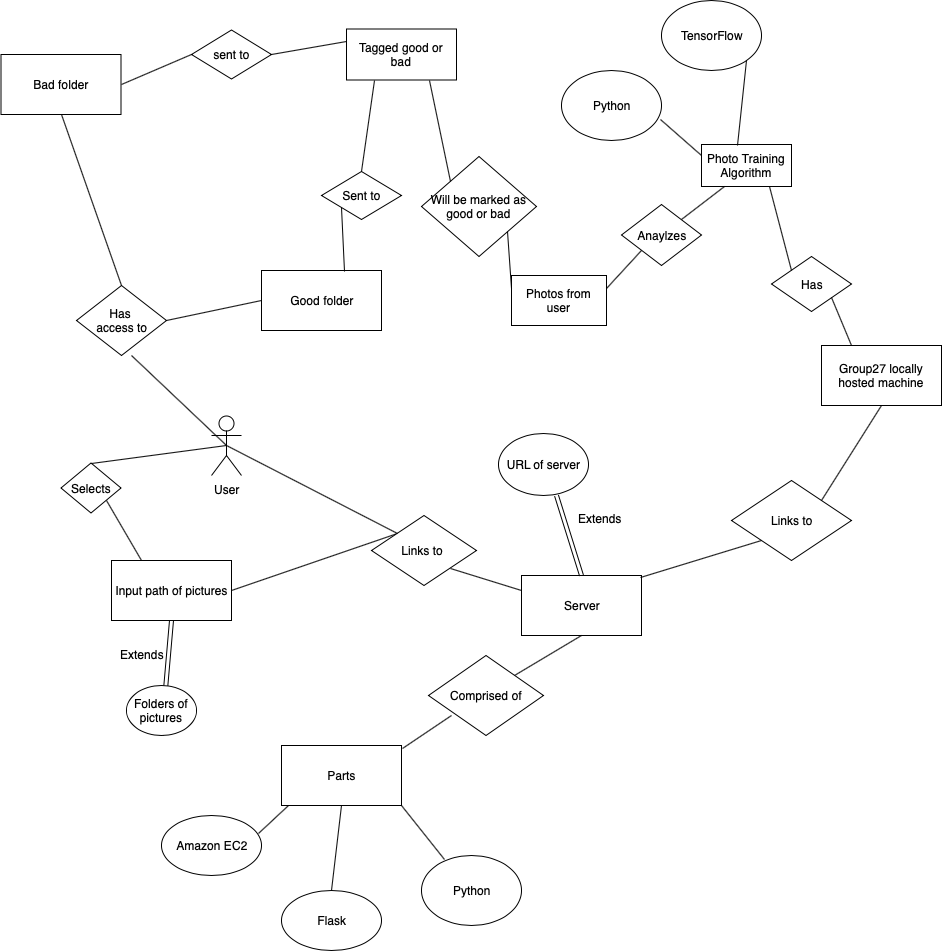 TensorFlow
sent to
Tagged good or
bad
Bad folder
Python
Photo Training
Algorithm
Sent to
Will be marked as
good or bad
Anaylzes
Has
Good folder
Photos from
user
Has
access to
Group27 locally
hosted machine
URL of server
Selects
User
Extends
Links to
Links to
Input path of pictures
Server
Extends
Comprised of
Folders of
pictures
Parts
Amazon EC2
Python
Flask